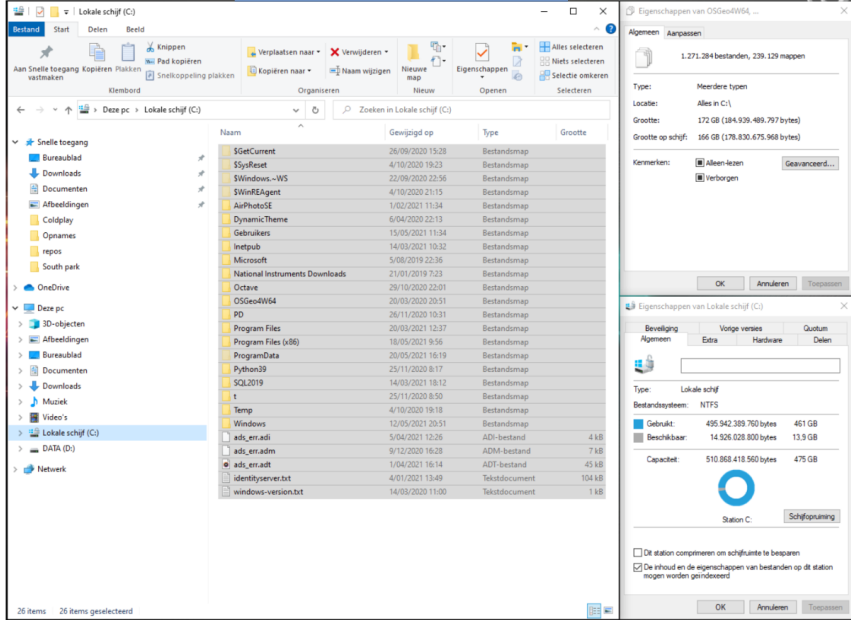 Lokale schijf (C:)
Bestand Start Delen Beeld
Aan Snelle toegang vastmaken
Kopiëren
Plakken
Knippen
Pad kopiëren
Snelkoppeling plakken
Klembord
Verplaatsen naar
Kopiëren naar
Verwijderen
Naam wijzigen
Organiseren
Nieuwe map
Nieuw
Eigenschappen
Openen
Alles selecteren
Niets selecteren
Selectie omkeren
Selecteren
Deze pc > Lokale schijf (C:)
Zoeken in Lokale schijf (C:)
Snelle toegang
Bureaublad
Downloads
Documenten
Afbeeldingen
Coldplay
Opnames
repos
South park
OneDrive
Deze pc
3D-objecten
Afbeeldingen
Bureaublad
Documenten
Downloads
Muziek
Video's
Lokale schijf (C:)
DATA (D:)
Netwerk
Naam Gewijzigd op Type Grootte
$GetCurrent 26/09/2020 15:28 Bestandsmap
$SysReset 4/10/2020 19:23 Bestandsmap
$Windows.~WS 22/09/2020 22:56 Bestandsmap
$WinREAgent 4/10/2020 21:15 Bestandsmap
AirPhotoSE 1/02/2021 11:34 Bestandsmap
DynamicTheme 6/04/2020 22:13 Bestandsmap
Gebruikers 15/05/2021 11:34 Bestandsmap
Inetpub 14/03/2021 10:32 Bestandsmap
Microsoft 5/08/2019 22:36 Bestandsmap
National Instruments Downloads 21/01/2019 7:23 Bestandsmap
Octave 29/10/2020 22:01 Bestandsmap
OSGeo4W64 20/03/2020 20:51 Bestandsmap
PD 26/11/2020 10:31 Bestandsmap
Program Files 20/03/2021 12:37 Bestandsmap
Program Files (x86) 18/05/2021 9:56 Bestandsmap
ProgramData 20/05/2021 16:19 Bestandsmap
Python39 25/11/2020 8:17 Bestandsmap
SQL2019 14/03/2021 18:12 Bestandsmap
t 25/11/2020 8:50 Bestandsmap
Temp 4/10/2020 19:18 Bestandsmap
Windows 12/05/2021 20:51 Bestandsmap
ads_err.adi 5/04/2021 12:26 ADI-bestand 4 kB
ads_err.adm 9/12/2020 16:28 ADM-bestand 7 kB
ads_err.adt 1/04/2021 16:14 ADT-bestand 45 kB
identityserver.txt 4/01/2021 13:49 Tekstdocument 104 kB
windows-version.txt 14/03/2020 11:00 Tekstdocument 1 kB
26 items 26 items geselecteerd
Eigenschappen van OSGeo4W64, ...
Algemeen Aanpassen
1.271.284 bestanden, 239.129 mappen
Type: Meerdere typen
Locatie: Alles in C:\
Grootte: 172 GB (184.939.489.797 bytes)
Grootte op schijf: 166 GB (178.830.675.968 bytes)
Kenmerken: Alleen-lezen Geavanceerd...
Verborgen
OK Annuleren Toepassen
Eigenschappen van Lokale schijf (C:)
Beveiliging Vorige versies Quotum
Algemeen Extra Hardware Delen
Type: Lokale schijf
Bestandssysteem: NTFS
Gebruikt: 495.942.389.760 bytes 461 GB
Beschikbaar: 14.926.028.800 bytes 13,9 GB
Capaciteit: 510.868.418.560 bytes 475 GB
Station C: Schijfopruiming
Dit station comprimeren om schijfruimte te besparen
De inhoud en de eigenschappen van bestanden op dit station
mogen worden geïndexeerd
OK Annuleren Toepassen